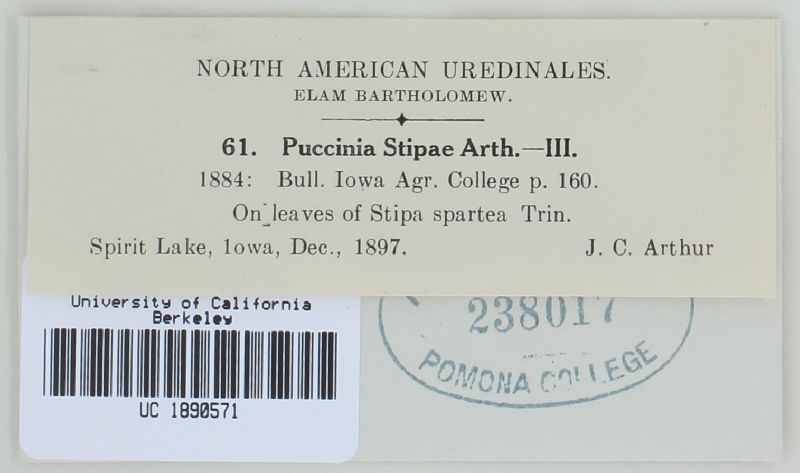 NORTH AMERICAN UREDINALES.
ELAM BARTHOLOMEW.
61. Puccinia Stipae Arth.—III.
1884: Bull. Iowa Agr. College p. 160.
On leaves of Stipa spartea Trin.
Spirit Lake, Iowa, Dec., 1897. J. C. Arthur
University of California
Berkeley
UC 1890571
238017
POMONA COLLEGE